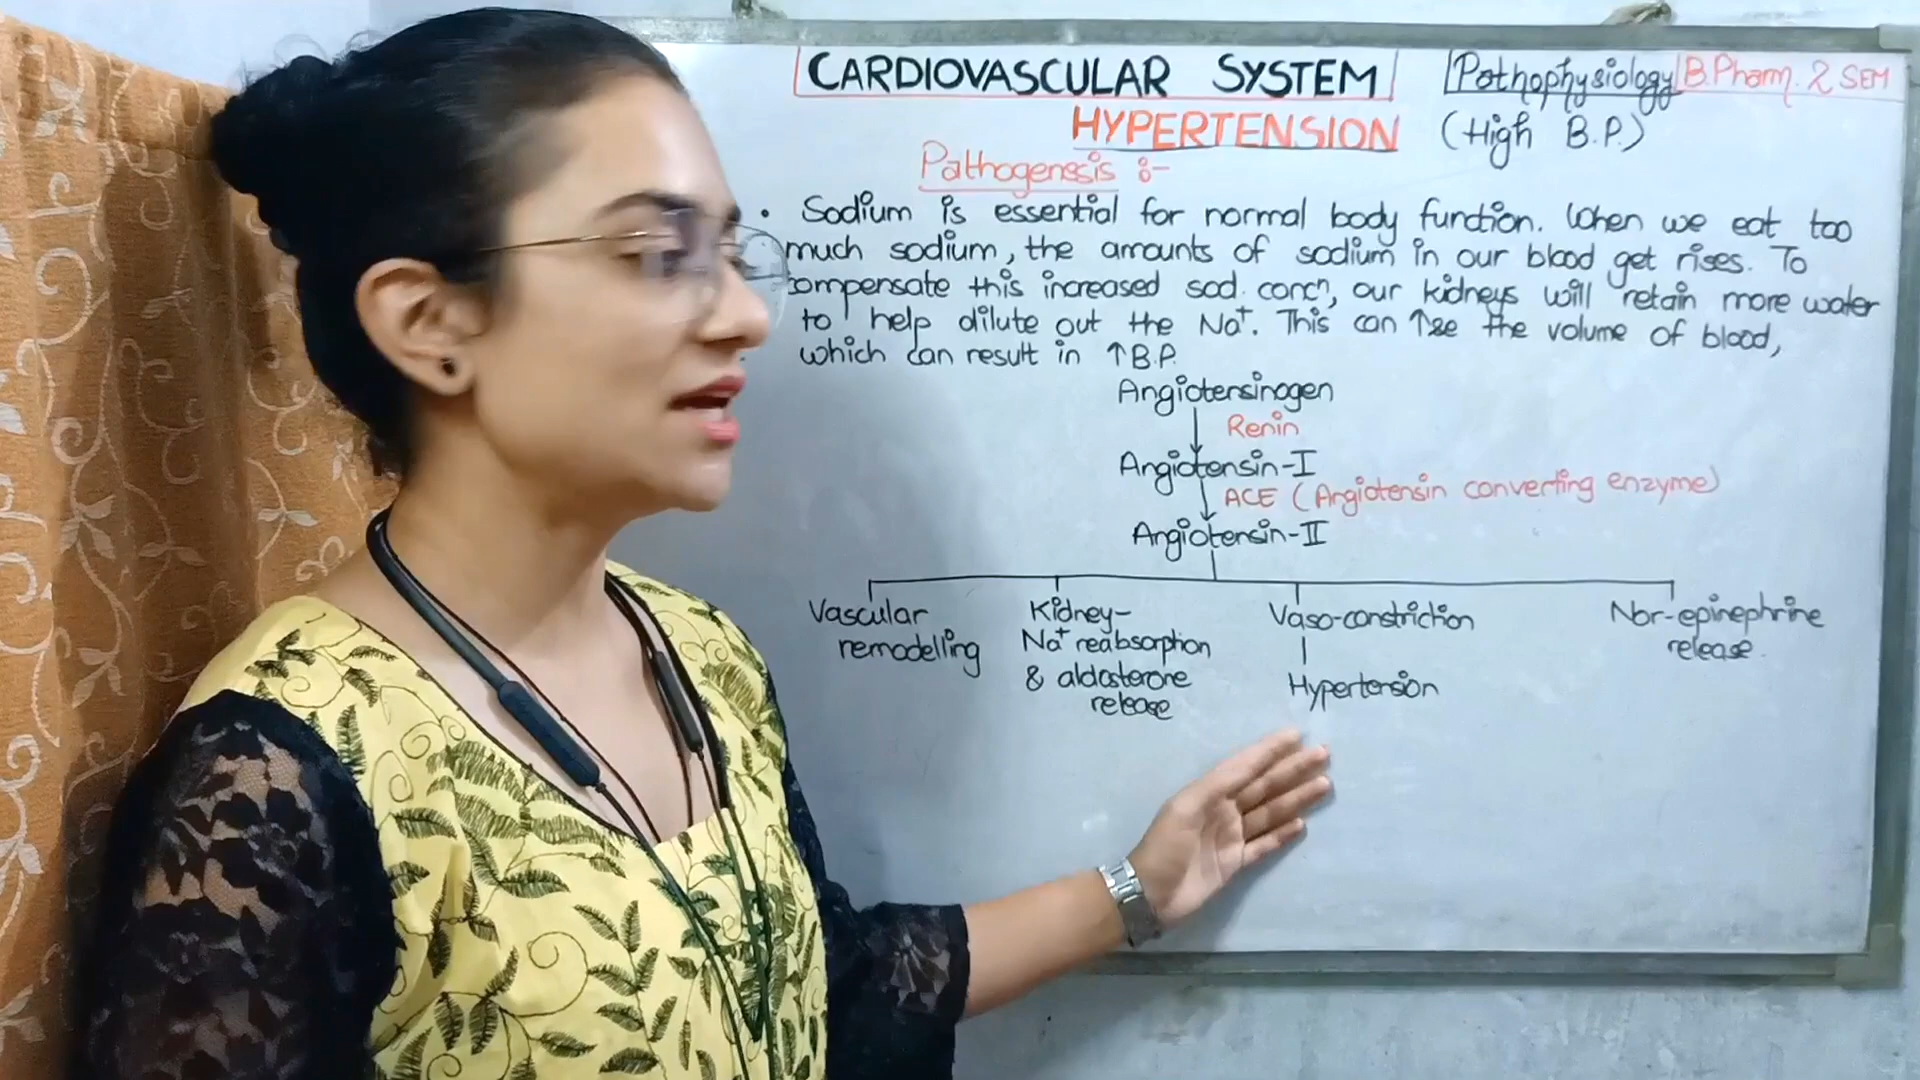 CARDIOVASCULAR SYSTEM
Pathophysiology B.Pharm. 2 SEM
HYPERTENSION (High B.P.)
Pathogenesis :-
• Sodium is essential for normal body function. When we eat too
much sodium, the amounts of sodium in our blood get rises. To
compensate this increased sod. concn, our kidneys will retain more water
to help dilute out the Na+. This can ↑se the volume of blood,
which can result in ↑B.P.
Angiotensinogen
Renin
Angiotensin-I
ACE (Angiotensin converting enzyme)
Angiotensin-II
Vascular
remodelling
Kidney-
Na+ reabsorption
& aldosterone
release
Vaso-constriction
Hypertension
Nor-epinephrine
release.